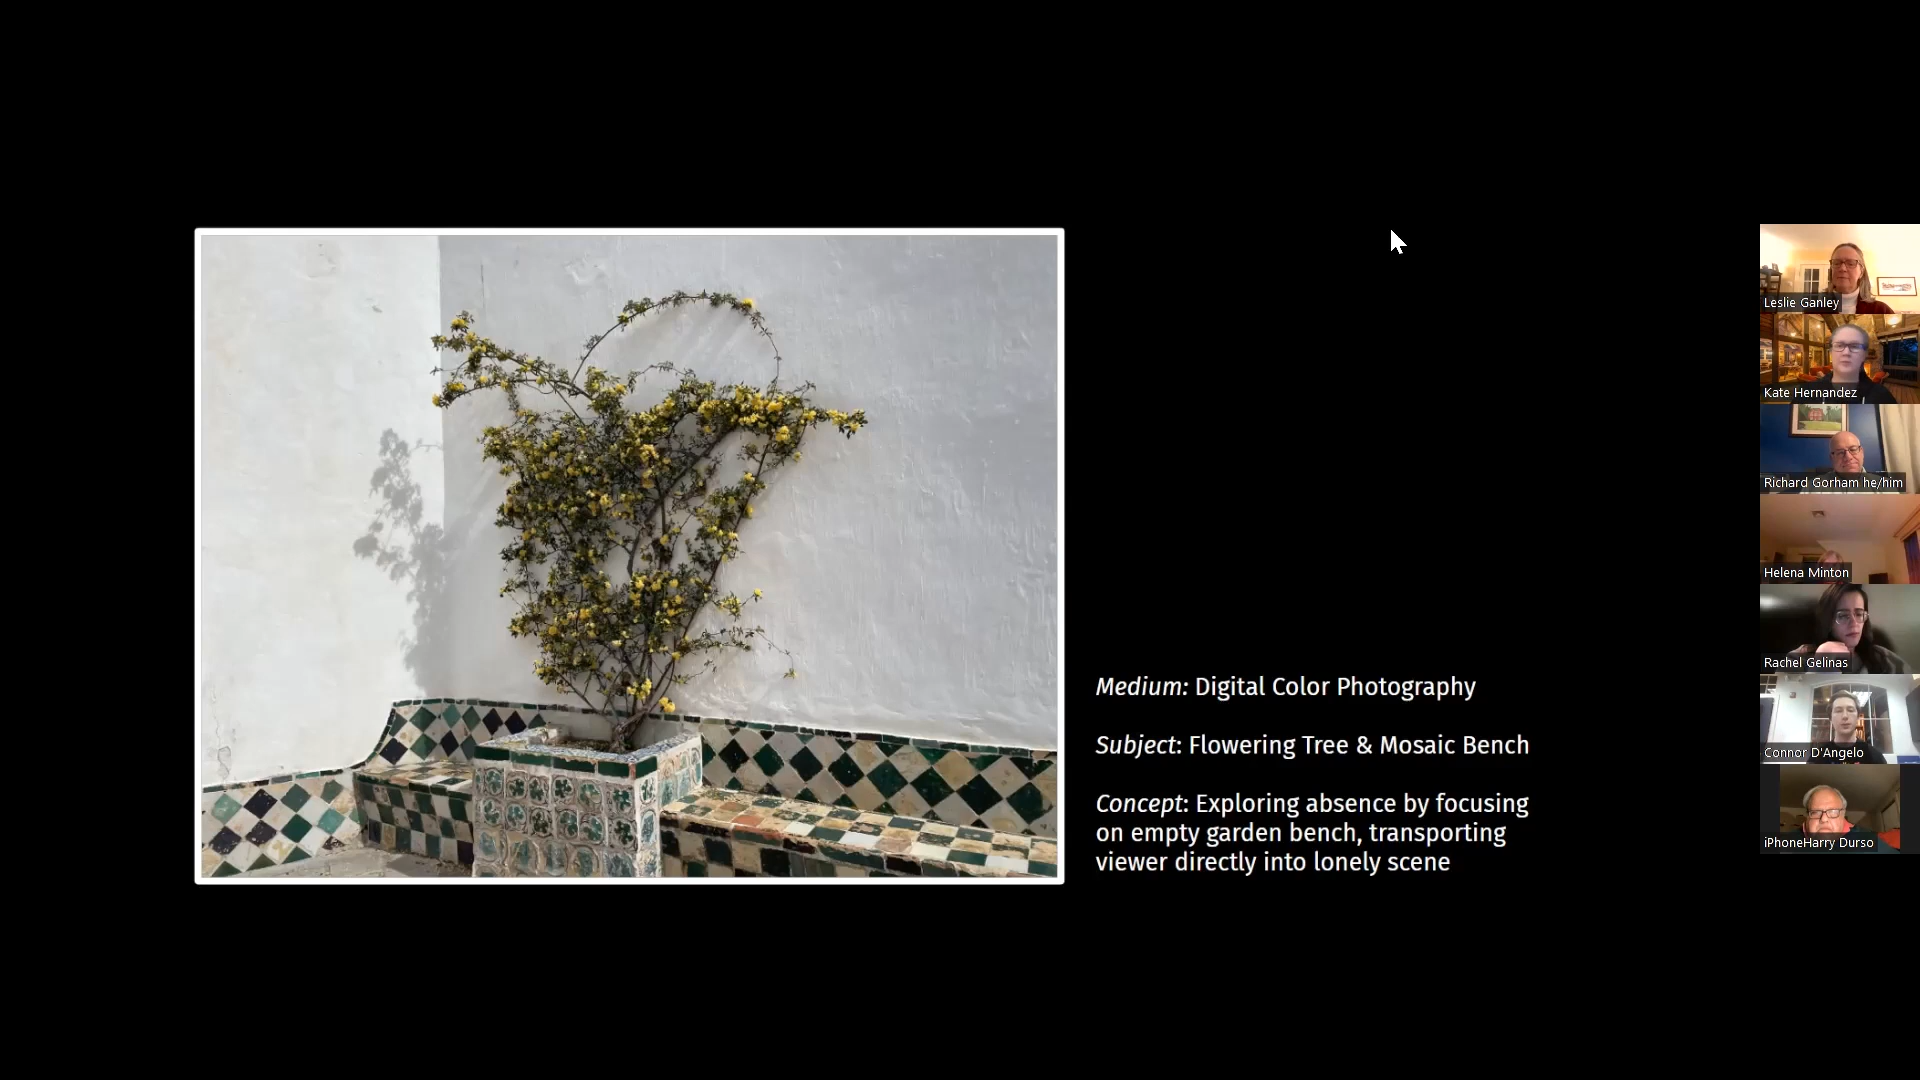 Medium: Digital Color Photography
Subject: Flowering Tree & Mosaic Bench
Concept: Exploring absence by focusing
on empty garden bench, transporting
viewer directly into lonely scene
Leslie Ganley
Kate Hernandez
Richard Gorham he/him
Helena Minton
Rachel Gelinas
Connor D'Angelo
iPhoneHarry Durso